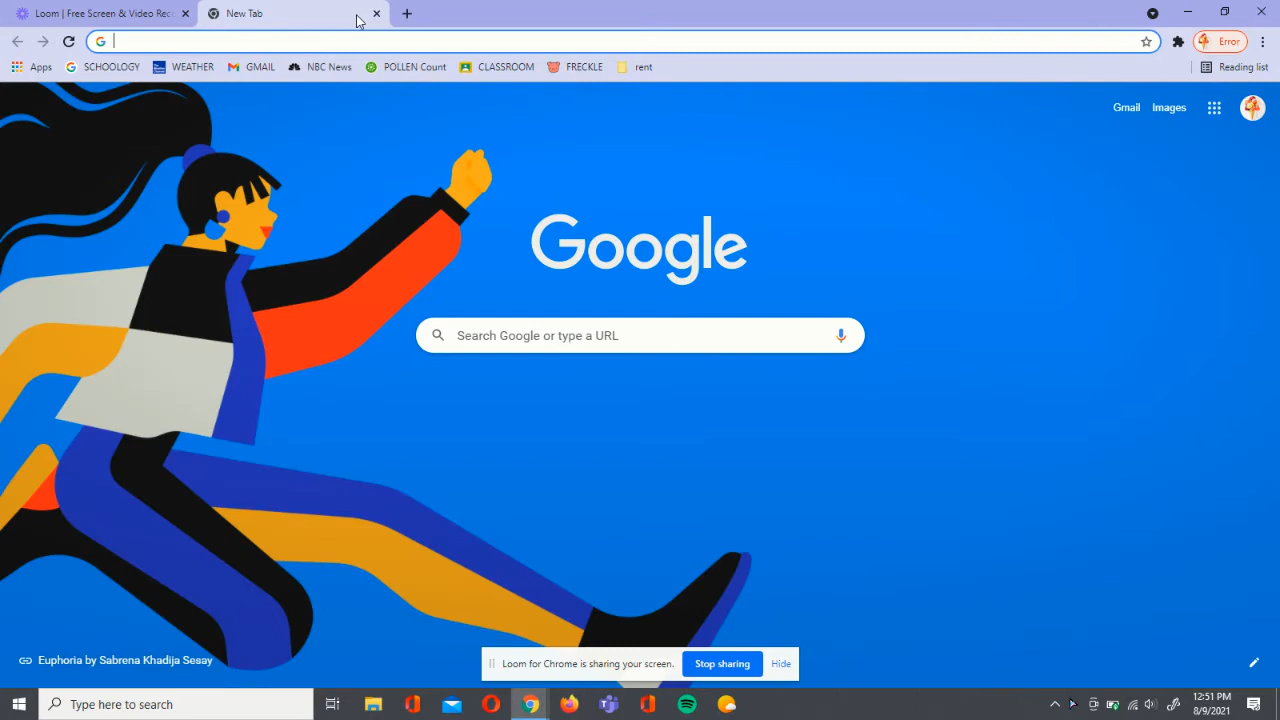 Loom | Free Screen & Video Rec
New Tab
Error
Apps SCHOOLOGY WEATHER GMAIL NBC News POLLEN Count CLASSROOM FRECKLE rent Reading list
Gmail Images
Google
Search Google or type a URL
Euphoria by Sabrena Khadija Sesay
Loom for Chrome is sharing your screen. Stop sharing Hide
Type here to search
12:51 PM
8/9/2021